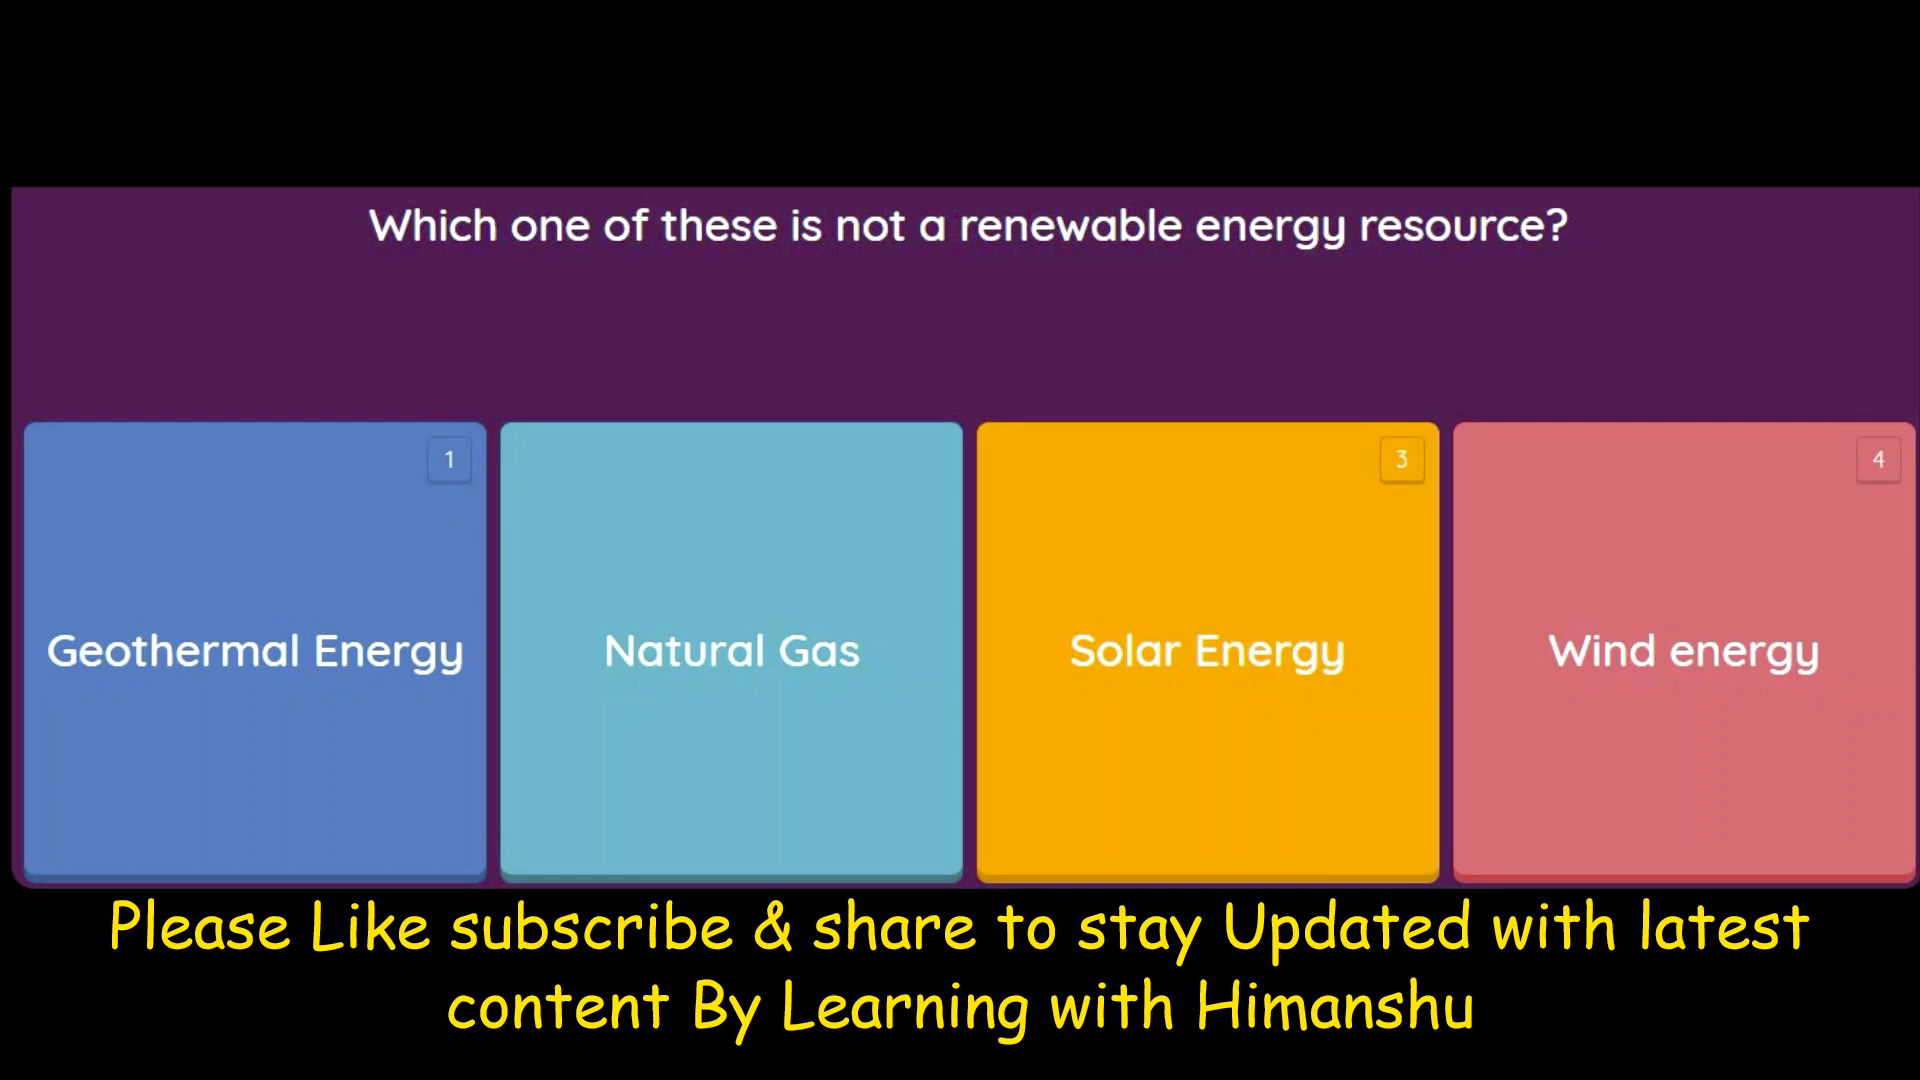 Which one of these is not a renewable energy resource?
1
3
4
Geothermal Energy
Natural Gas
Solar Energy
Wind energy
Please Like subscribe & share to stay Updated with latest
content By Learning with Himanshu